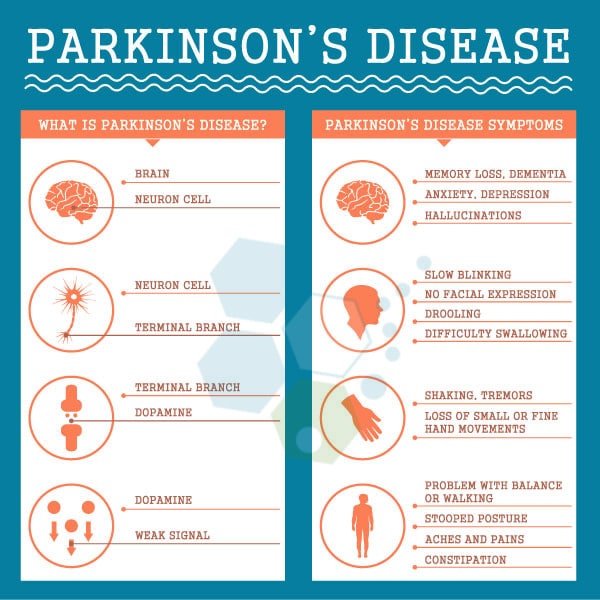 PARKINSON'S DISEASE
WHAT IS PARKINSON'S DISEASE?
BRAIN
NEURON CELL
NEURON CELL
TERMINAL BRANCH
TERMINAL BRANCH
DOPAMINE
DOPAMINE
WEAK SIGNAL
PARKINSON'S DISEASE SYMPTOMS
MEMORY LOSS, DEMENTIA
ANXIETY, DEPRESSION
HALLUCINATIONS
SLOW BLINKING
NO FACIAL EXPRESSION
DROOLING
DIFFICULTY SWALLOWING
SHAKING, TREMORS
LOSS OF SMALL OR FINE
HAND MOVEMENTS
PROBLEM WITH BALANCE
OR WALKING
STOOPED POSTURE
ACHES AND PAINS
CONSTIPATION